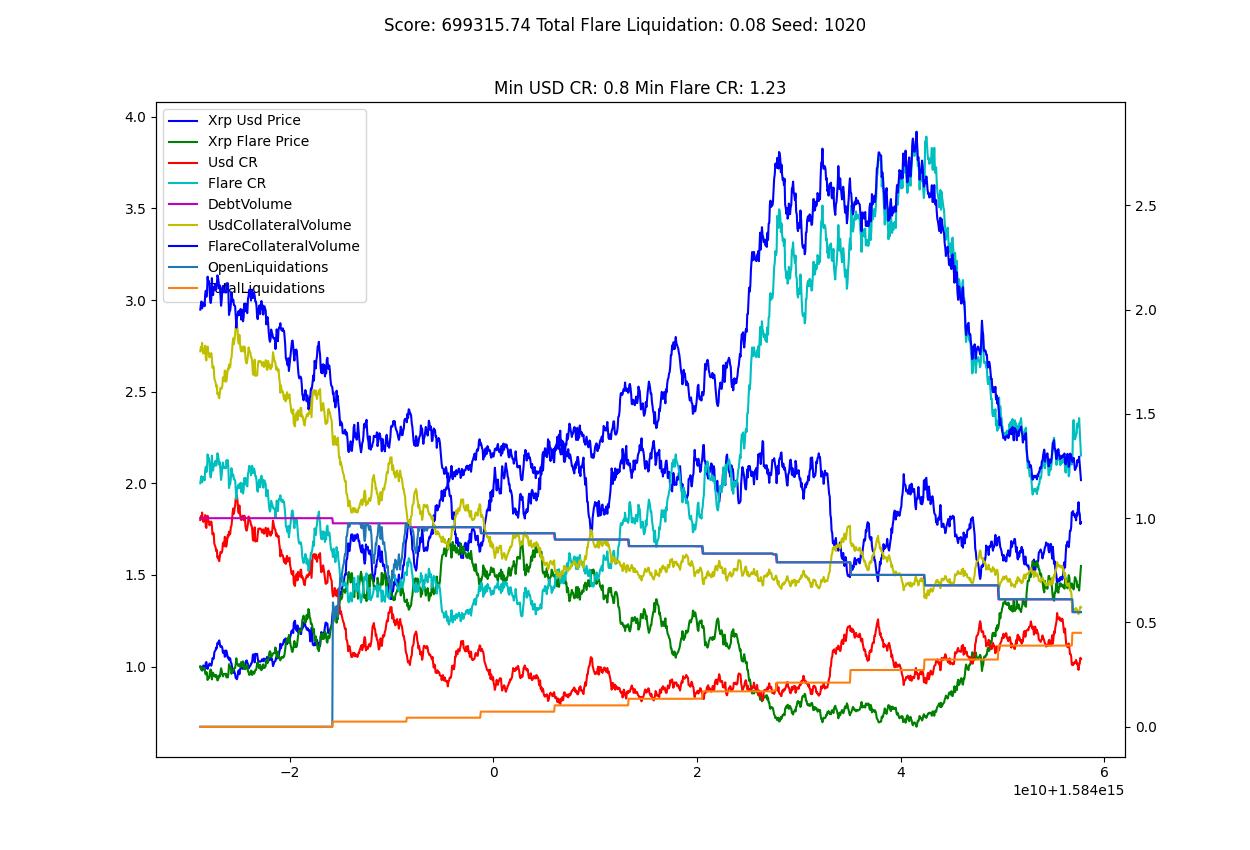 Score: 699315.74 Total Flare Liquidation: 0.08 Seed: 1020
Min USD CR: 0.8 Min Flare CR: 1.23
Xrp Usd Price
Xrp Flare Price
Usd CR
Flare CR
DebtVolume
UsdCollateralVolume
FlareCollateralVolume
OpenLiquidations
TotalLiquidations
4.0
3.5
3.0
2.5
2.0
1.5
1.0
2.5
2.0
1.5
1.0
0.5
0.0
−2
0
2
4
6
1e10+1.584e15